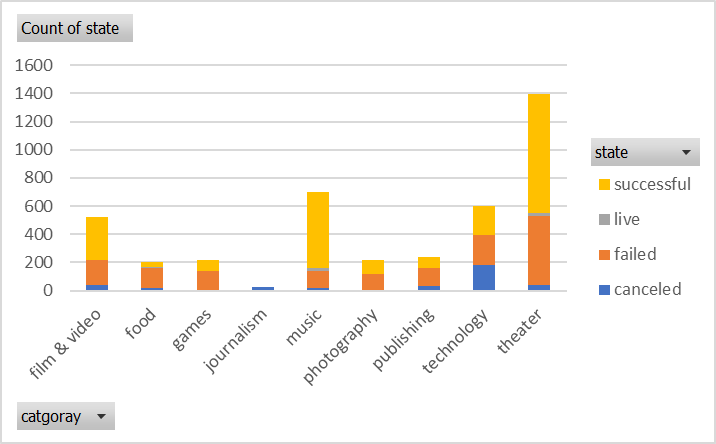 Count of state
1600
1400
1200
1000
800
600
400
200
0
film & video
food
games
journalism
music
photography
publishing
technology
theater
state
successful
live
failed
canceled
catgoray